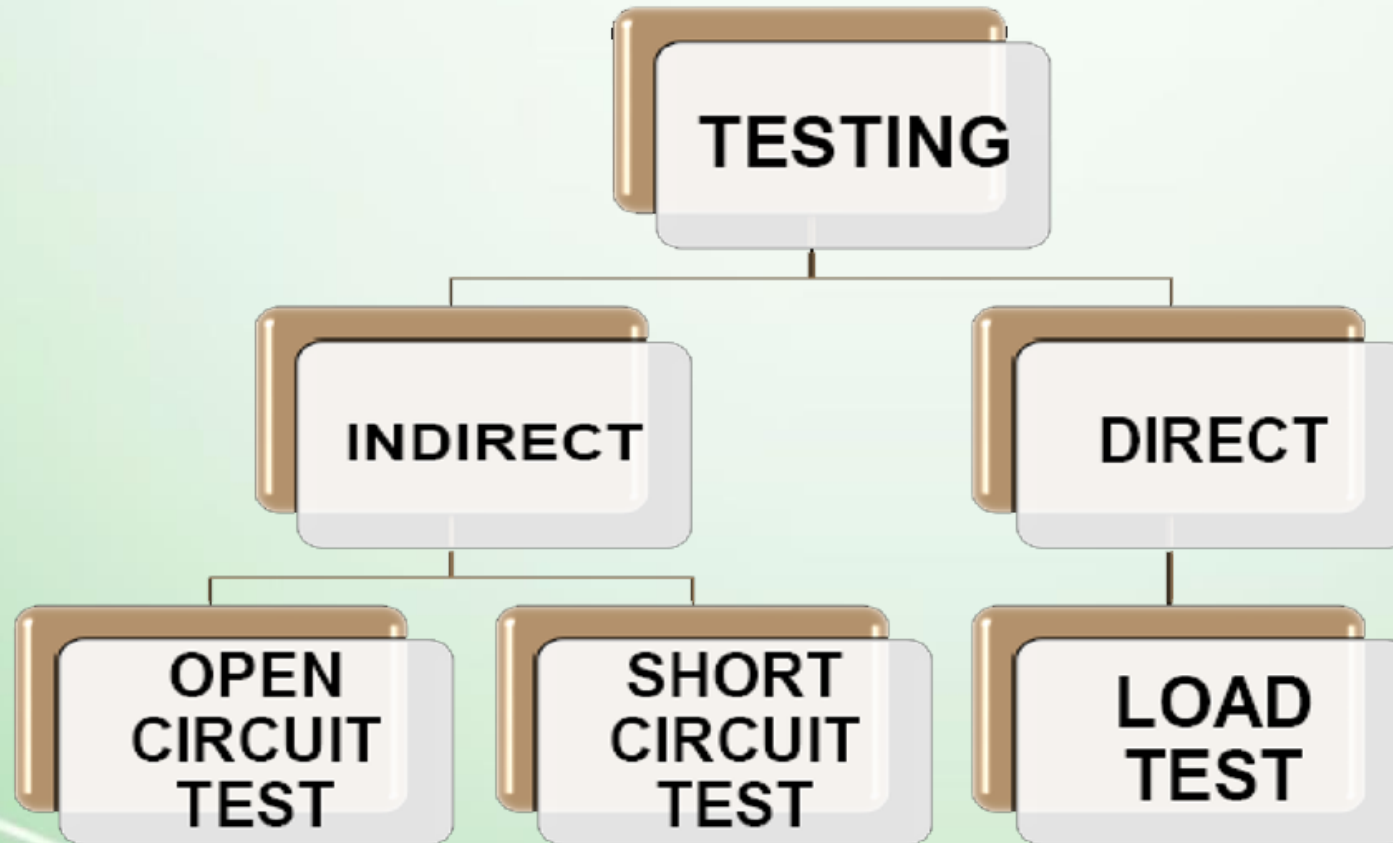 TESTING
INDIRECT
DIRECT
OPEN
CIRCUIT
TEST
SHORT
CIRCUIT
TEST
LOAD
TEST